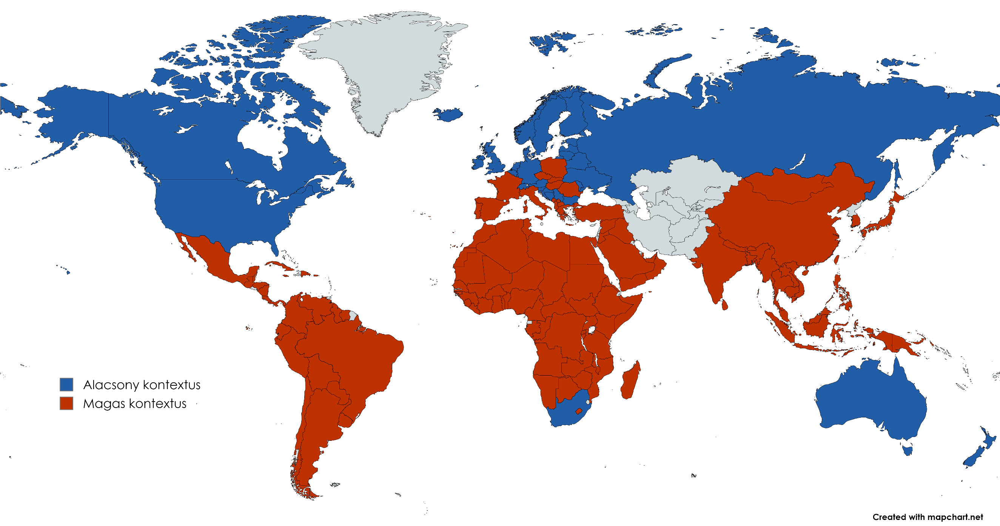 Alacsony kontextus
Magas kontextus
Created with mapchart.net